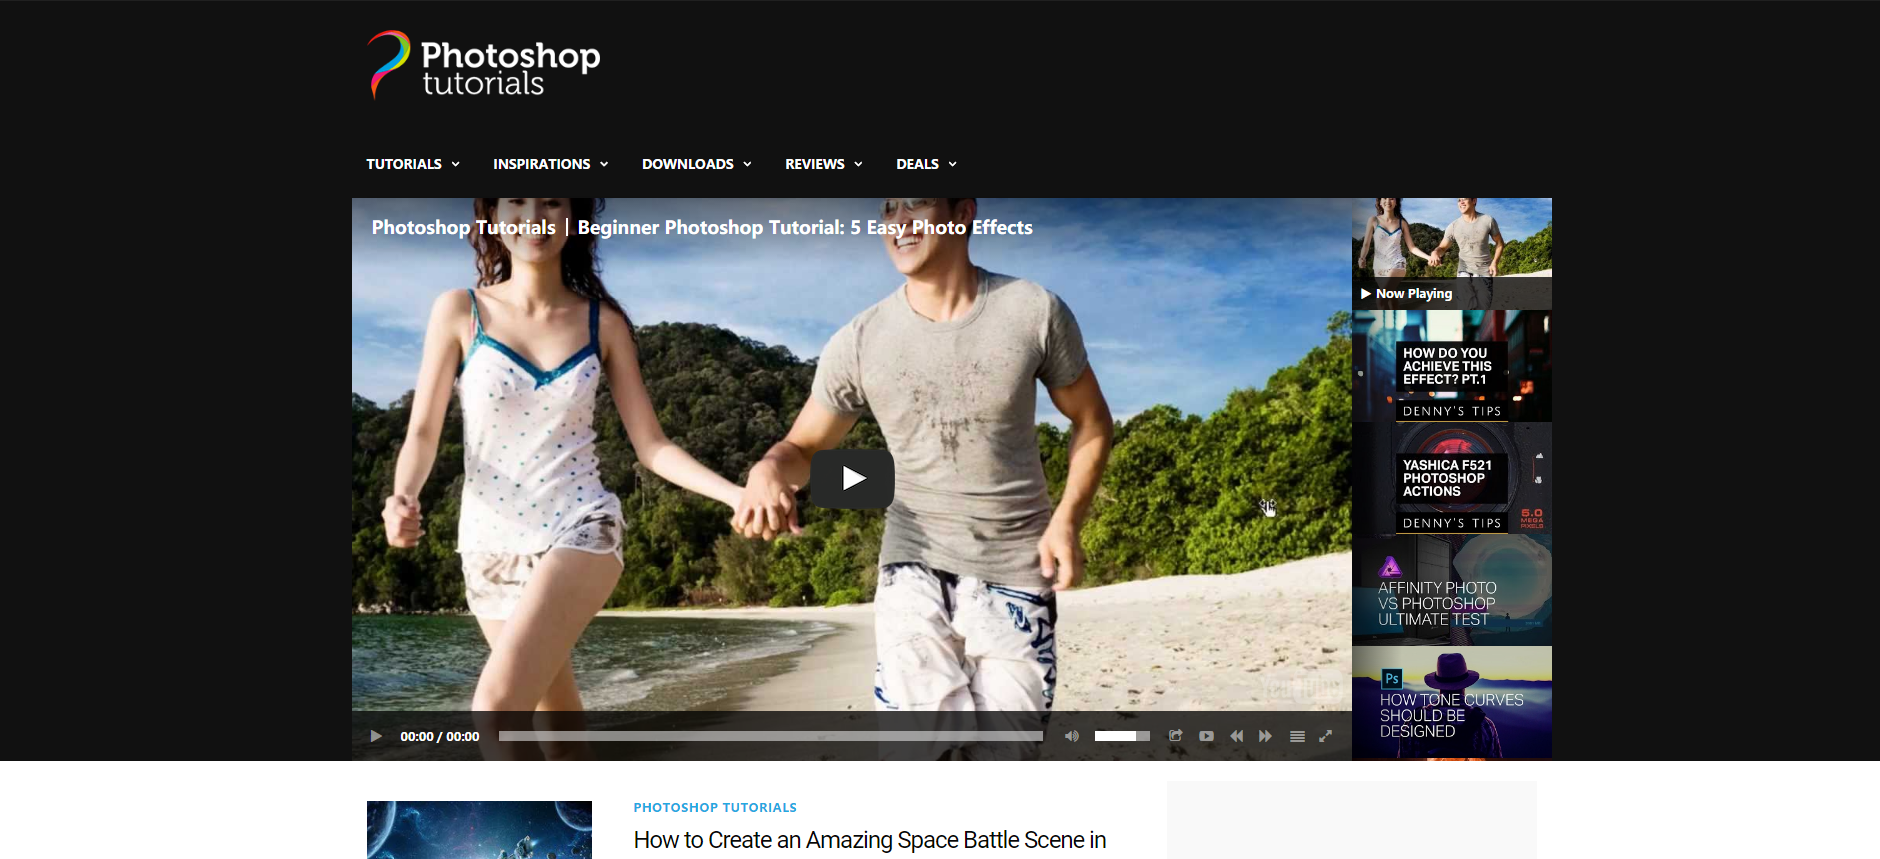 Photoshop
tutorials
TUTORIALS
INSPIRATIONS
DOWNLOADS
REVIEWS
DEALS
Photoshop Tutorials | Beginner Photoshop Tutorial: 5 Easy Photo Effects
Now Playing
HOW DO YOU
ACHIEVE THIS
EFFECT? PT.1
DENNY'S TIPS
YASHICA F521
PHOTOSHOP
ACTIONS
DENNY'S TIPS
5.0
MEGA
PIXELS
AFFINITY PHOTO
VS PHOTOSHOP
ULTIMATE TEST
Ps
HOW TONE CURVES
SHOULD BE
DESIGNED
00:00 / 00:00
PHOTOSHOP TUTORIALS
How to Create an Amazing Space Battle Scene in